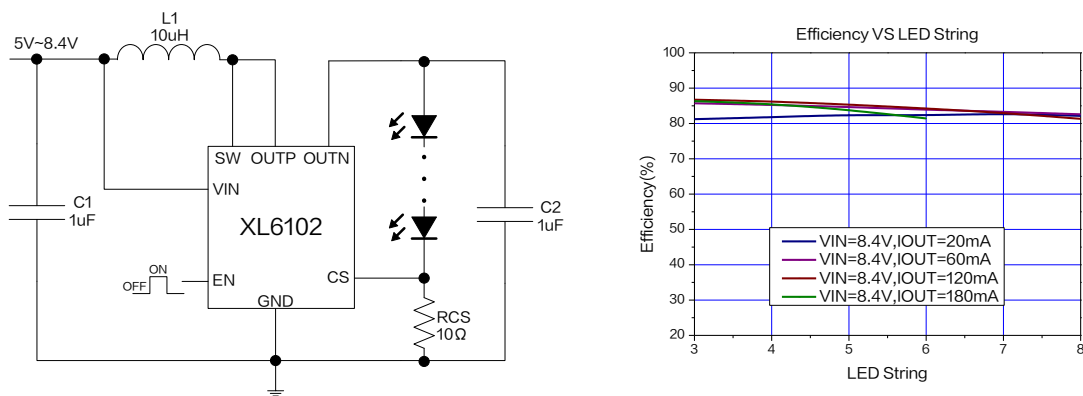 L1
10uH
5V~8.4V
SW OUTP OUTN
VIN
XL6102
C1
1uF
C2
1uF
ON
OFF
EN
CS
GND
RCS
10Ω
Efficiency VS LED String
100
90
80
70
60
50
40
30
20
Efficiency(%)
VIN=8.4V,IOUT=20mA
VIN=8.4V,IOUT=60mA
VIN=8.4V,IOUT=120mA
VIN=8.4V,IOUT=180mA
3 4 5 6 7 8
LED String